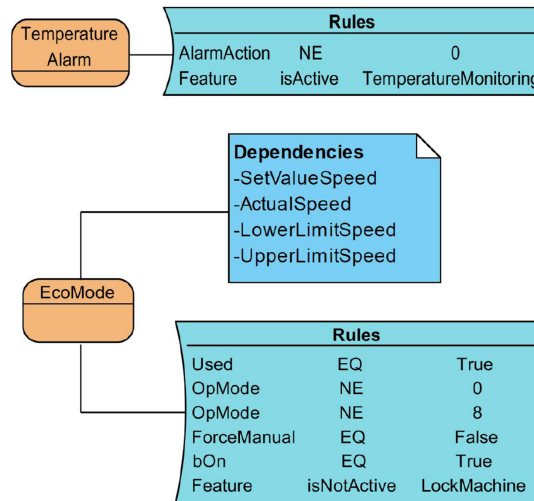 Temperature
Alarm
Rules
AlarmAction NE 0
Feature isActive TemperatureMonitoring
Dependencies
-SetValueSpeed
-ActualSpeed
-LowerLimitSpeed
-UpperLimitSpeed
EcoMode
Rules
Used EQ True
OpMode NE 0
OpMode NE 8
ForceManual EQ False
bOn EQ True
Feature isNotActive LockMachine